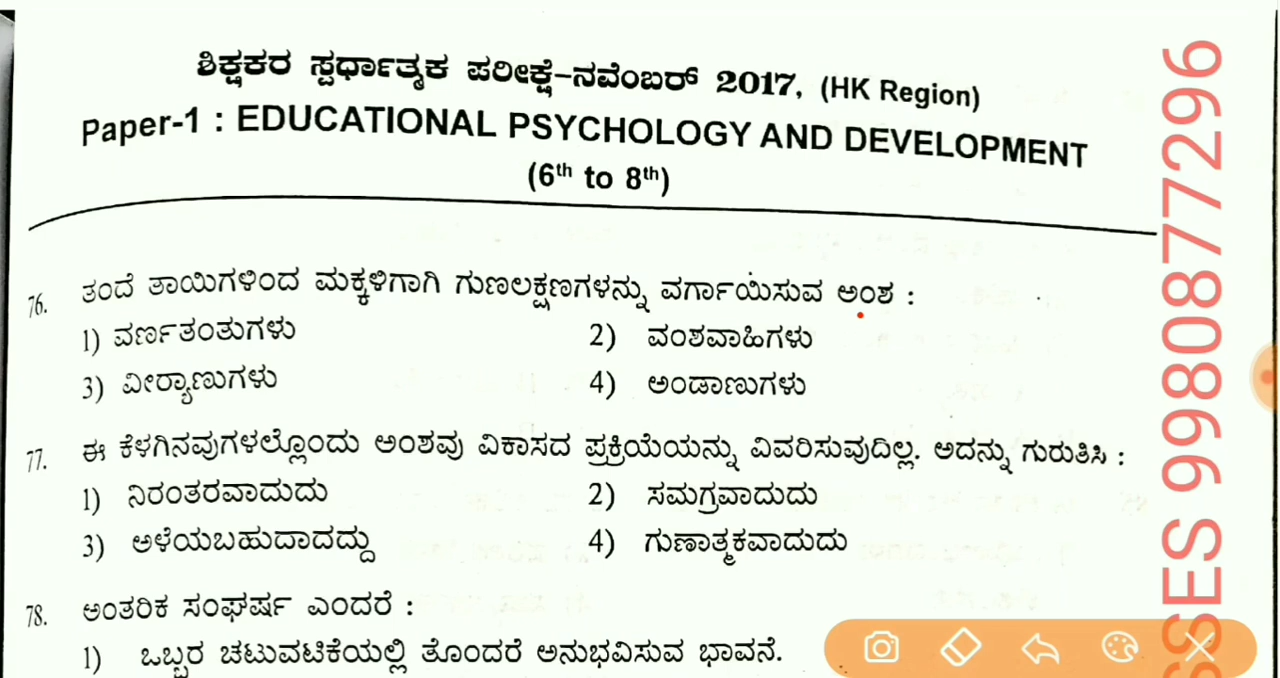 ಶಿಕ್ಷಕರ ಸ್ಪರ್ಧಾತ್ಮಕ ಪರೀಕ್ಷೆ-ನವೆಂಬರ್ 2017, (HK Region)
Paper-1 : EDUCATIONAL PSYCHOLOGY AND DEVELOPMENT
(6th to 8th)
76. ತಂದೆ ತಾಯಿಗಳಿಂದ ಮಕ್ಕಳಿಗಾಗಿ ಗುಣಲಕ್ಷಣಗಳನ್ನು ವರ್ಗಾಯಿಸುವ ಅಂಶ :
1) ವರ್ಣತಂತುಗಳು 2) ವಂಶವಾಹಿಗಳು
3) ವೀರ್‍ಯಾಣುಗಳು 4) ಅಂಡಾಣುಗಳು
77. ಈ ಕೆಳಗಿನವುಗಳಲ್ಲೊಂದು ಅಂಶವು ವಿಕಾಸದ ಪ್ರಕ್ರಿಯೆಯನ್ನು ವಿವರಿಸುವುದಿಲ್ಲ. ಅದನ್ನು ಗುರುತಿಸಿ :
1) ನಿರಂತರವಾದುದು 2) ಸಮಗ್ರವಾದುದು
3) ಅಳೆಯಬಹುದಾದದ್ದು 4) ಗುಣಾತ್ಮಕವಾದುದು
78. ಅಂತರಿಕ ಸಂಘರ್ಷ ಎಂದರೆ :
1) ಒಬ್ಬರ ಚಟುವಟಿಕೆಯಲ್ಲಿ ತೊಂದರೆ ಅನುಭವಿಸುವ ಭಾವನೆ.
SSES 9980877296